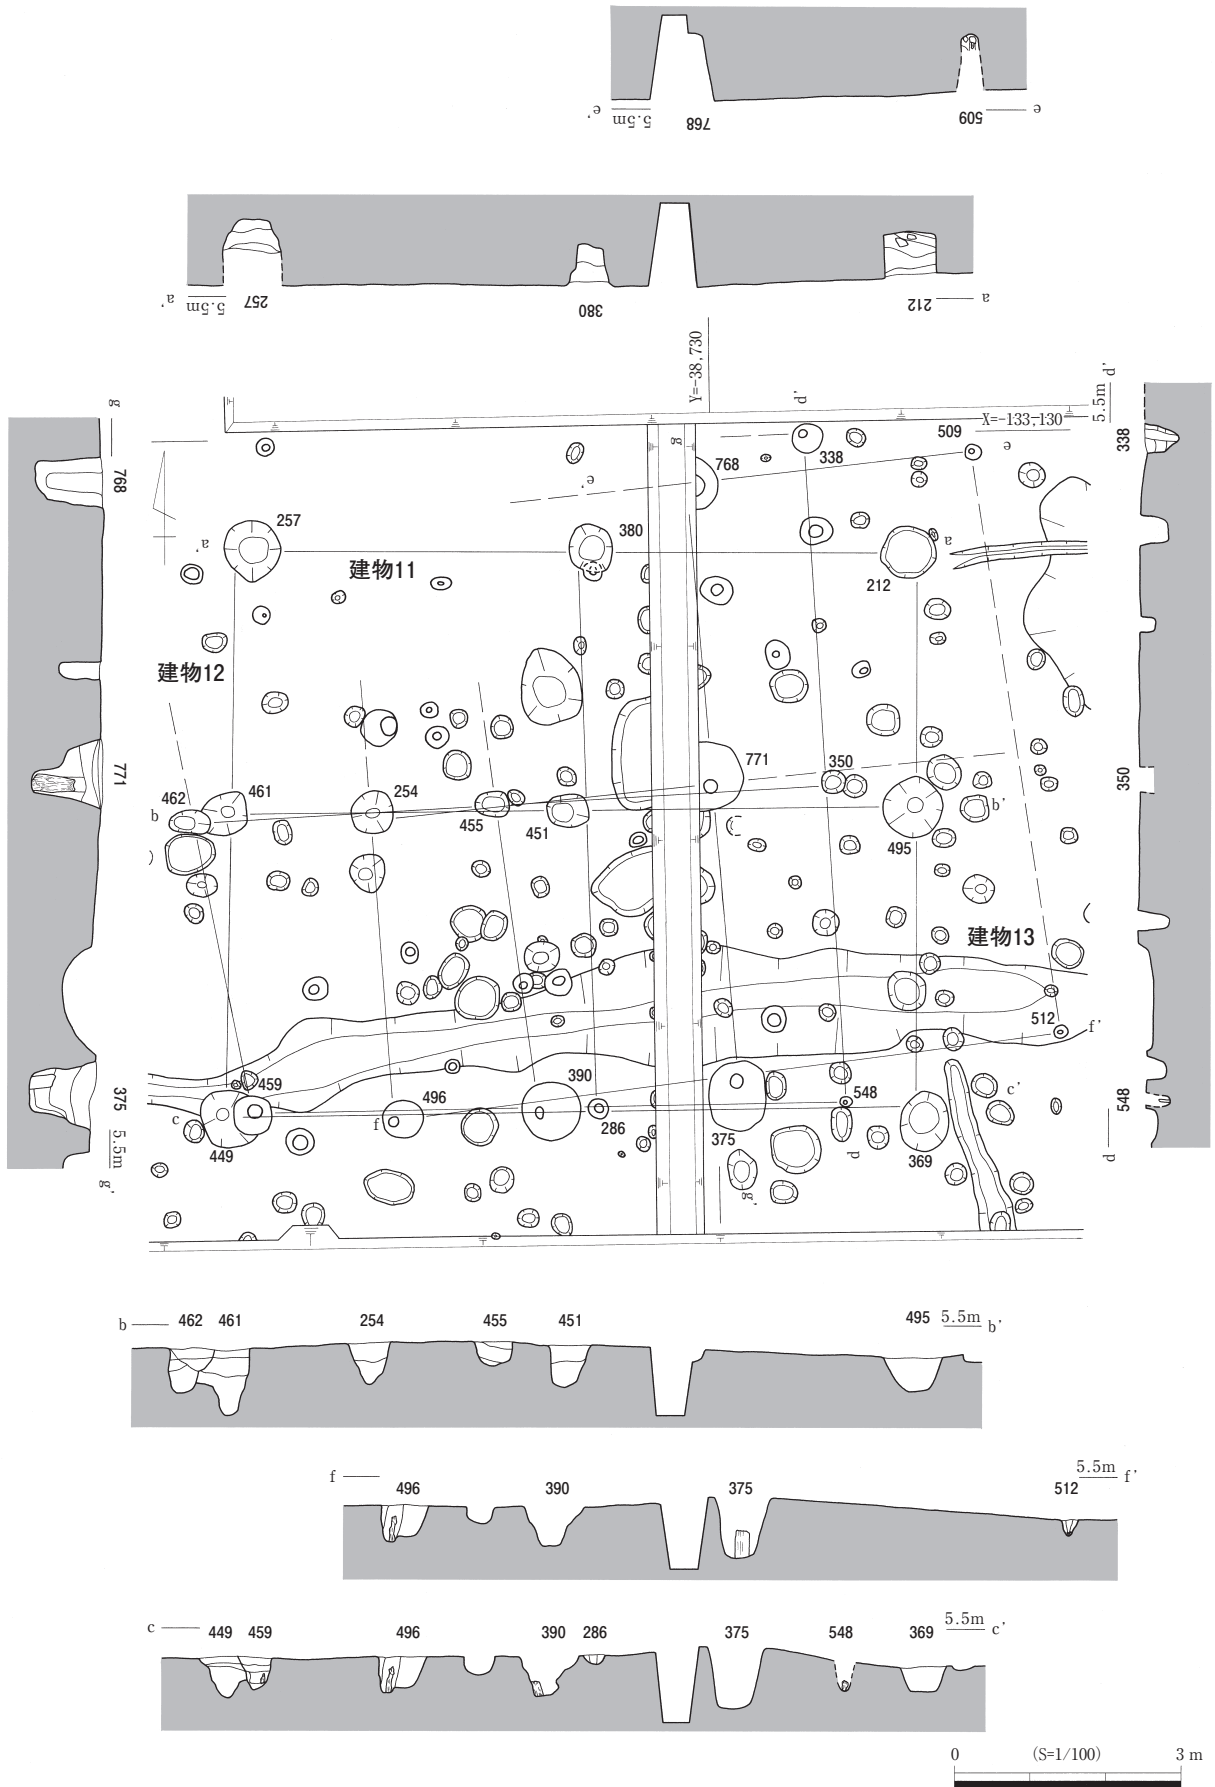 e' 5.5m 768 509 e
a' 5.5m 257 380 212 a
Y=-38,730
X=-133,130
d' 5.5m
338
350
548
d
g
768
771
375
5.5m
g'
d'
g
509
e
338
768
e'
257
380
a'
建物11
a
212
建物12
771
350
462
461
254
455
451
b
b'
495
建物13
512
f'
459
390
496
548
c'
c
f
286
375
d
369
449
g'
b 462 461 254 455 451 495 5.5m b'
f 496 390 375 512 5.5m f'
c 449 459 496 390 286 375 548 369 5.5m c'
0 (S=1/100) 3 m